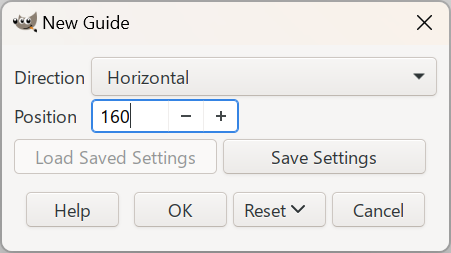 New Guide
Direction Horizontal
Position 160 − +
Load Saved Settings Save Settings
Help OK Reset Cancel